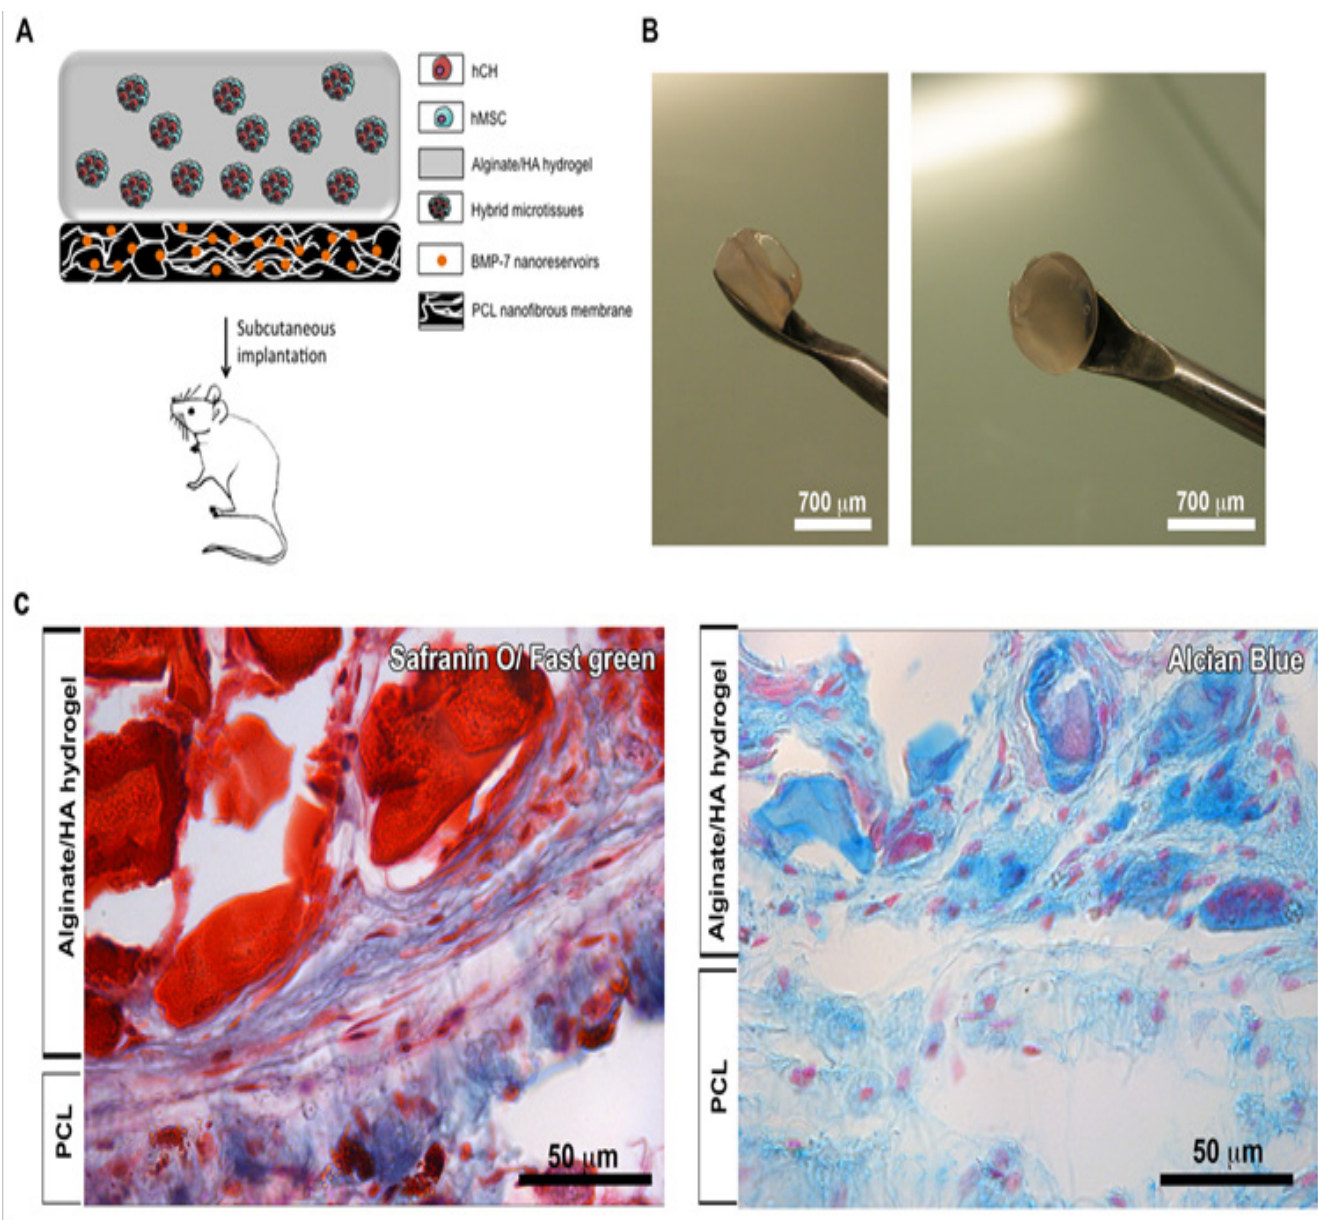 A
hCH
hMSC
Alginate/HA hydrogel
Hybrid microtissues
BMP-7 nanoreservoirs
PCL nanofibrous membrane
Subcutaneous
implantation
B
700 µm
700 µm
C
Alginate/HA hydrogel
PCL
Safranin O/ Fast green
50 µm
Alginate/HA hydrogel
PCL
Alcian Blue
50 µm